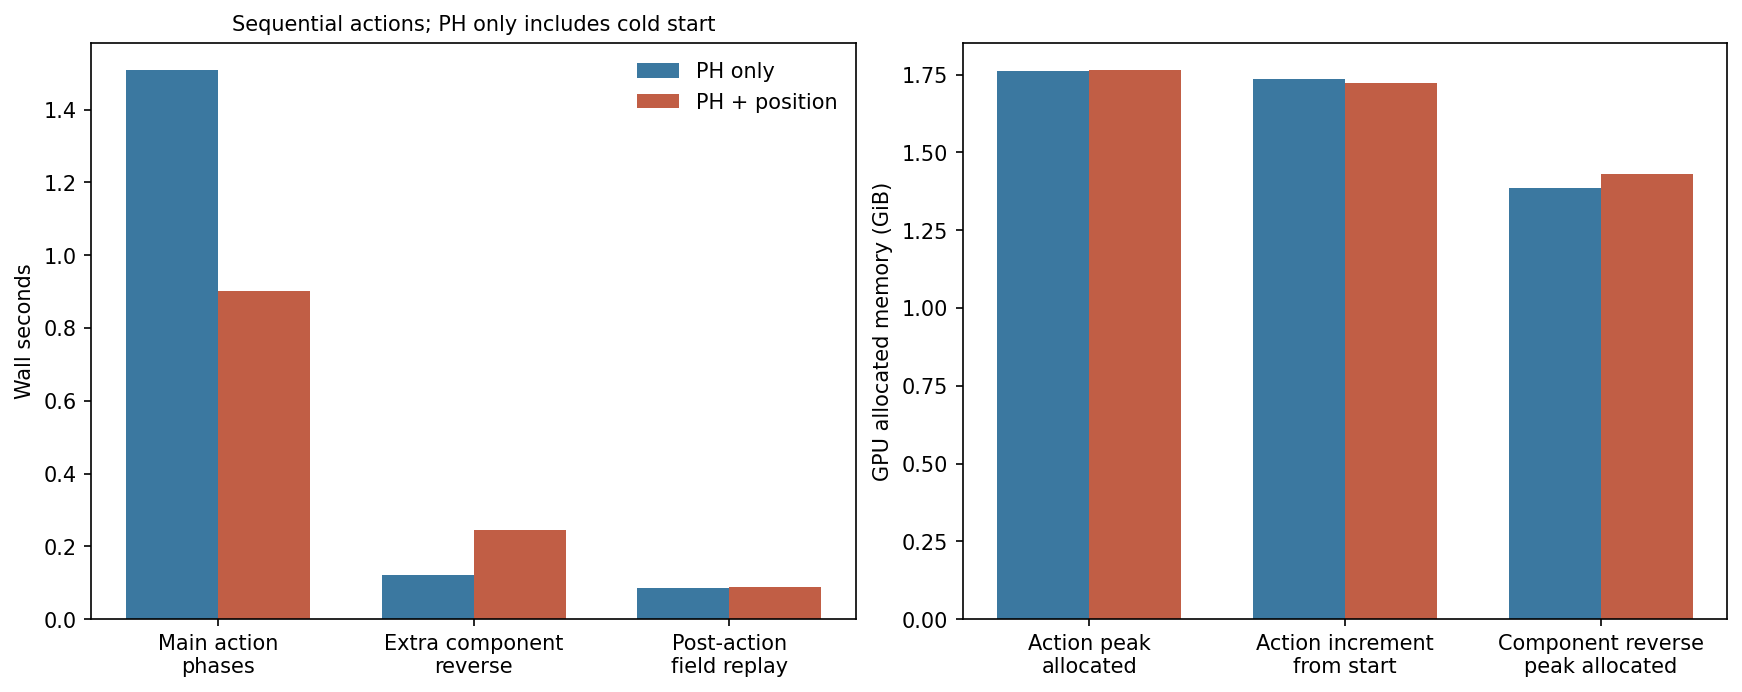 Sequential actions; PH only includes cold start
PH only
PH + position
Wall seconds
1.4
1.2
1.0
0.8
0.6
0.4
0.2
0.0
Main action
phases
Extra component
reverse
Post-action
field replay
GPU allocated memory (GiB)
1.75
1.50
1.25
1.00
0.75
0.50
0.25
0.00
Action peak
allocated
Action increment
from start
Component reverse
peak allocated